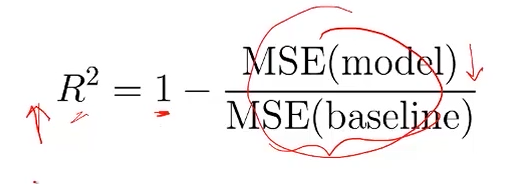 R² = 1 − MSE(model) / MSE(baseline)